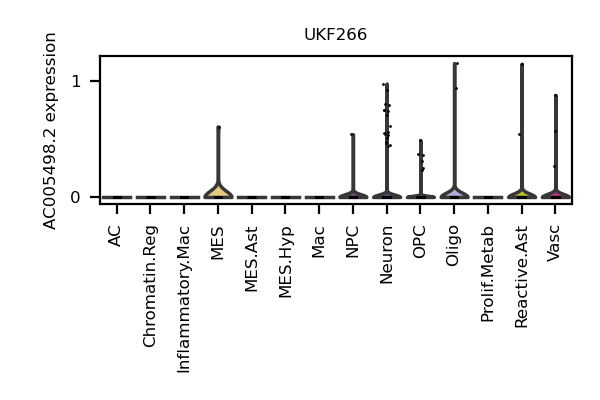 UKF266
AC005498.2 expression
1
0
AC
Chromatin.Reg
Inflammatory.Mac
MES
MES.Ast
MES.Hyp
Mac
NPC
Neuron
OPC
Oligo
Prolif.Metab
Reactive.Ast
Vasc